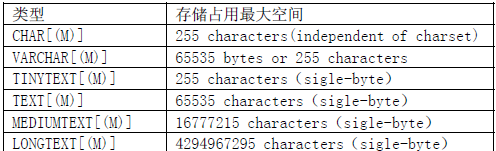 类型 存储占用最大空间
CHAR[(M)] 255 characters(independent of charset)
VARCHAR[(M)] 65535 bytes or 255 characters
TINYTEXT[(M)] 255 characters (sigle-byte)
TEXT[(M)] 65535 characters (sigle-byte)
MEDIUMTEXT[(M)] 16777215 characters (sigle-byte)
LONGTEXT[(M)] 4294967295 characters (sigle-byte)